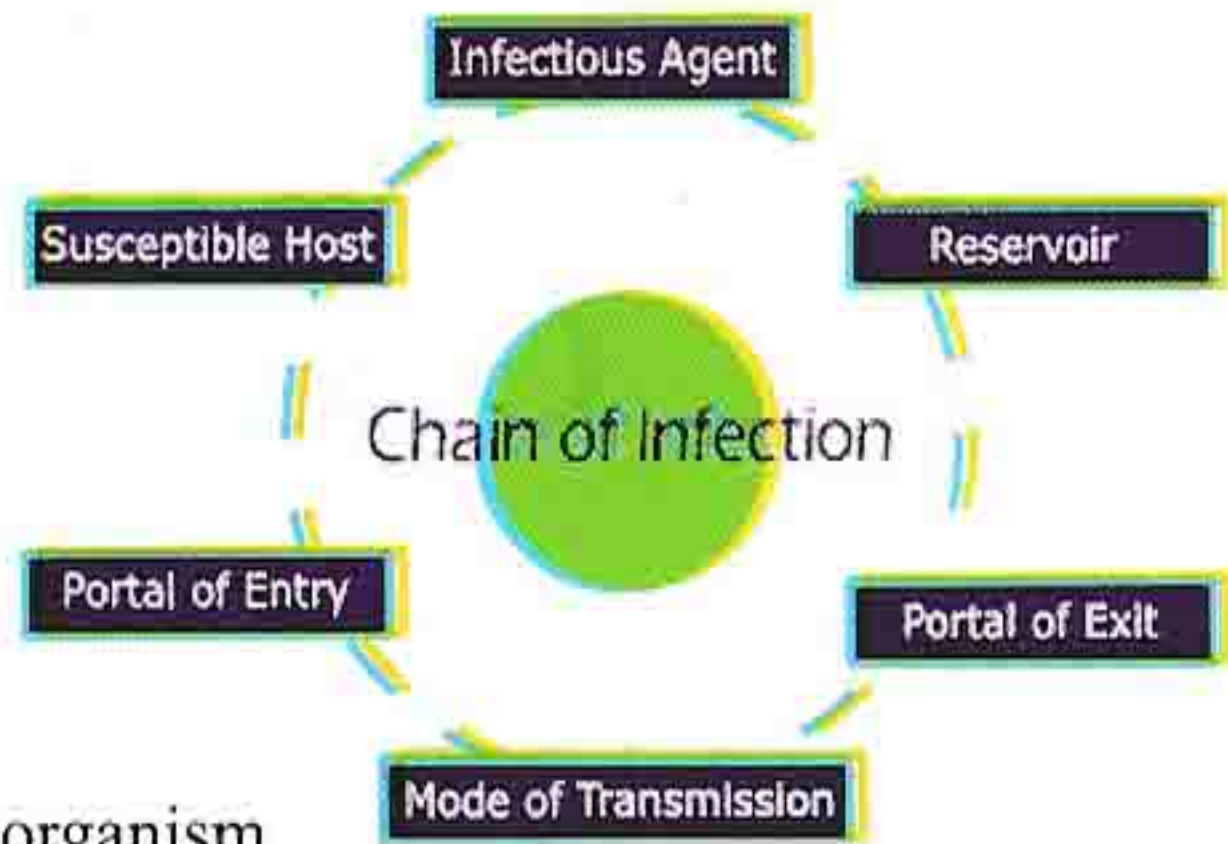 Infectious Agent
Susceptible Host
Reservoir
Chain of Infection
Portal of Entry
Portal of Exit
Mode of Transmission
organism